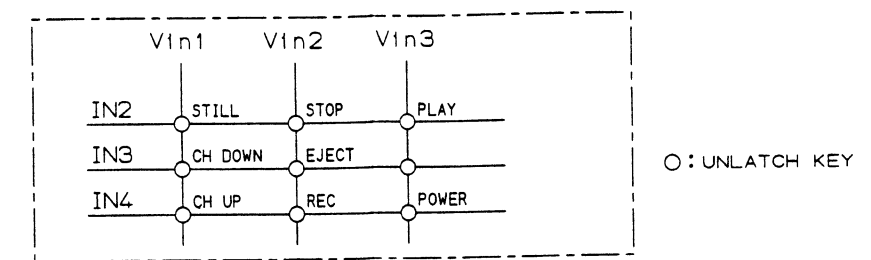 Vin1 Vin2 Vin3
IN2 STILL STOP PLAY
IN3 CH DOWN EJECT
○: UNLATCH KEY
IN4 CH UP REC POWER